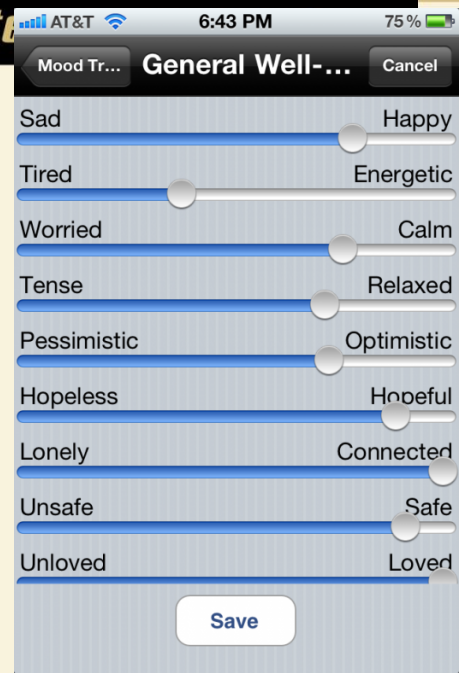 AT&T 6:43 PM 75%
Mood Tr... General Well-... Cancel
Sad Happy
Tired Energetic
Worried Calm
Tense Relaxed
Pessimistic Optimistic
Hopeless Hopeful
Lonely Connected
Unsafe Safe
Unloved Loved
Save